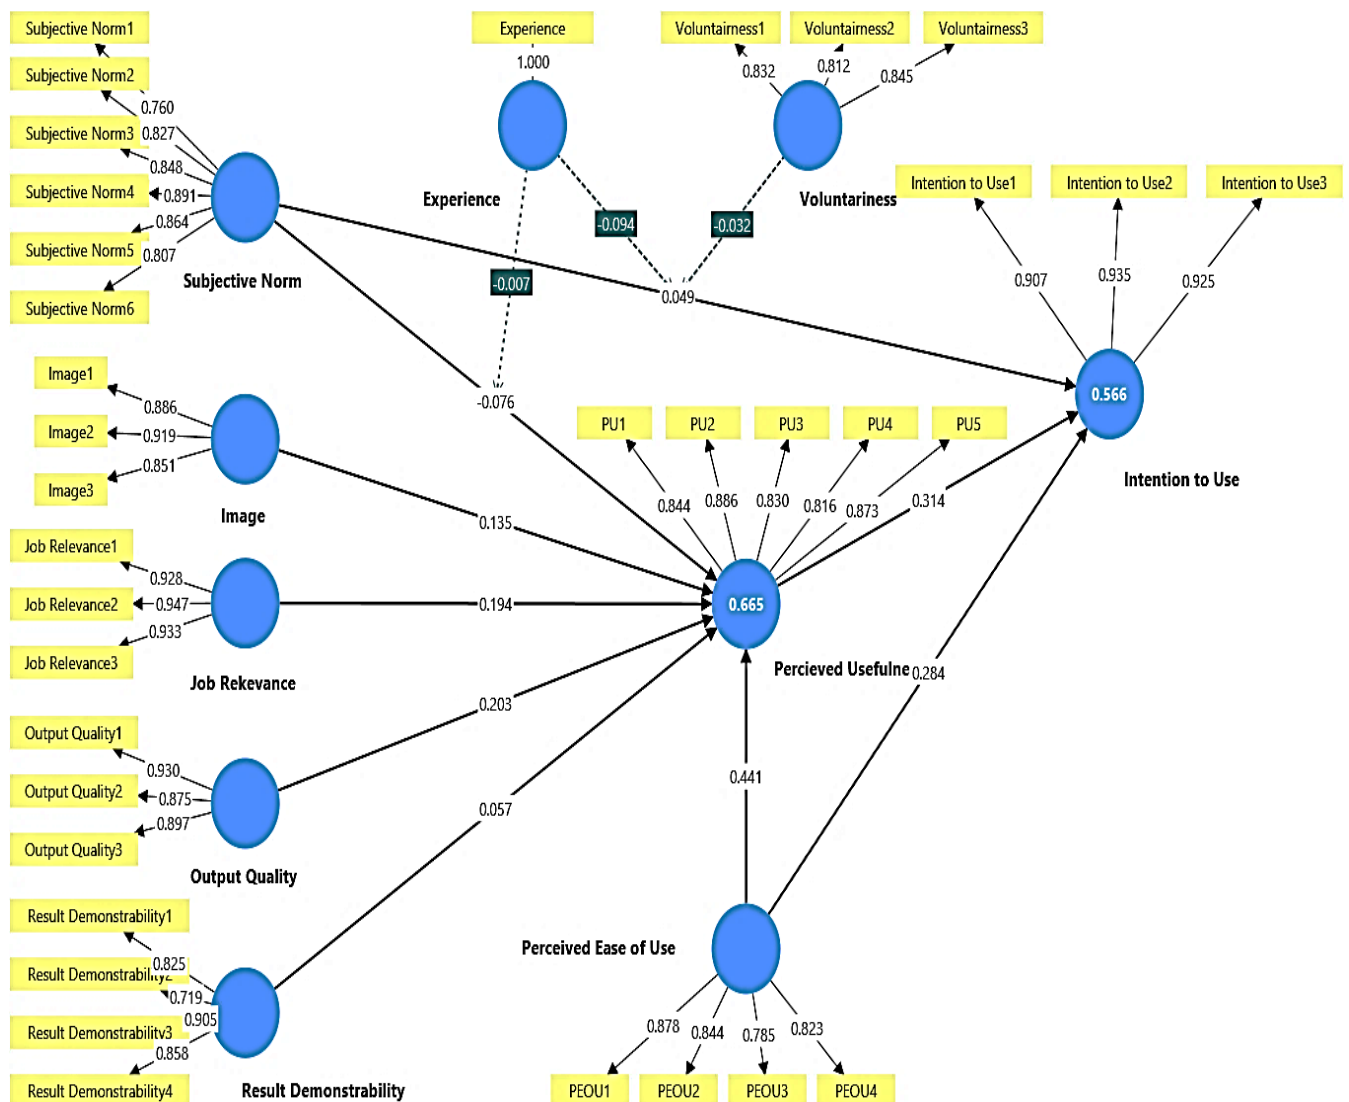 Subjective Norm1
Subjective Norm2
Subjective Norm3
Subjective Norm4
Subjective Norm5
Subjective Norm6
0.760
0.827
0.848
0.891
0.864
0.807
Subjective Norm
Experience
1.000
Experience
Voluntairness1
Voluntairness2
Voluntairness3
0.832
0.812
0.845
Voluntariness
-0.094
-0.032
-0.007
0.049
-0.076
Intention to Use1
Intention to Use2
Intention to Use3
0.907
0.935
0.925
0.566
Intention to Use
Image1
Image2
Image3
0.886
0.919
0.851
Image
0.135
PU1
PU2
PU3
PU4
PU5
0.844
0.886
0.830
0.816
0.873
0.314
Job Relevance1
Job Relevance2
Job Relevance3
0.928
0.947
0.933
Job Rekevance
0.194
0.665
Percieved Usefulne
0.284
Output Quality1
Output Quality2
Output Quality3
0.930
0.875
0.897
Output Quality
0.203
0.441
0.057
Result Demonstrability1
Result Demonstrability2
Result Demonstrability3
Result Demonstrability4
0.825
0.719
0.905
0.858
Result Demonstrability
Perceived Ease of Use
0.878
0.844
0.785
0.823
PEOU1
PEOU2
PEOU3
PEOU4